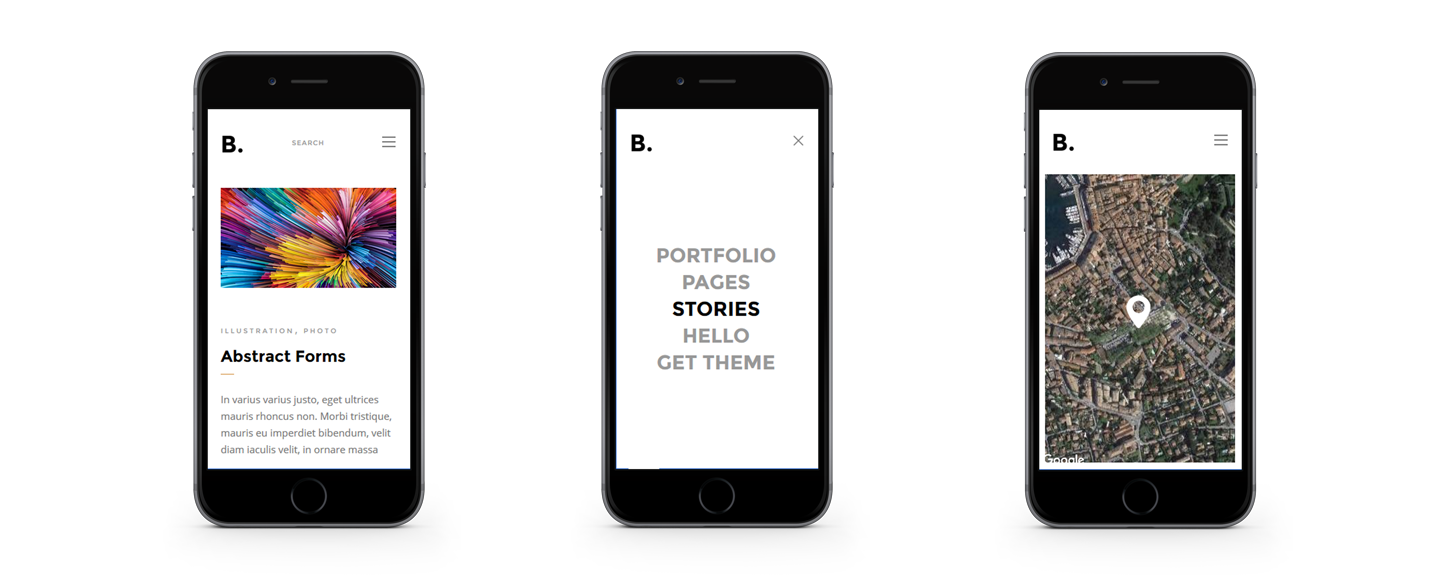 B.
SEARCH
ILLUSTRATION, PHOTO
Abstract Forms
In varius varius justo, eget ultrices
mauris rhoncus non. Morbi tristique,
mauris eu imperdiet bibendum, velit
diam iaculis velit, in ornare massa
B.
PORTFOLIO
PAGES
STORIES
HELLO
GET THEME
B.
Google